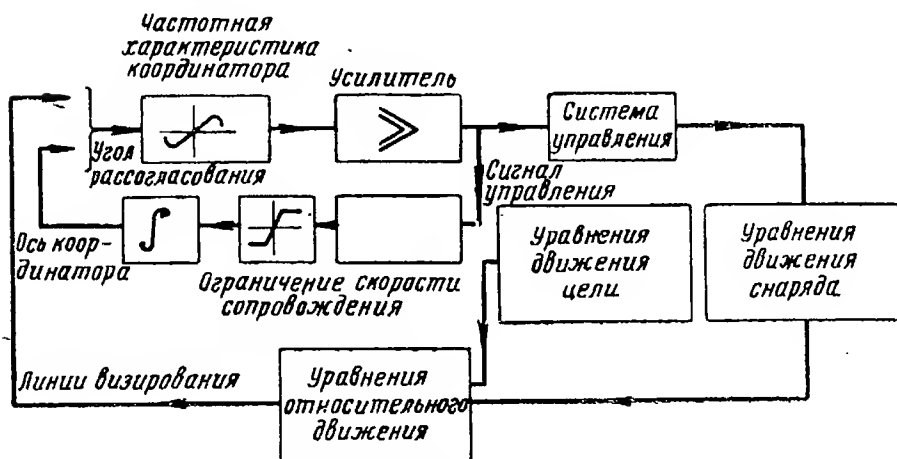 Частотная
характеристика
координатора
Усилитель
Система
управления
Угол
рассогласования
Сигнал
управления
Ось коор-
динатора
Ограничение скорости
сопровождения
Уравнения
движения
цели
Уравнения
движения
снаряда
Линии визирования
Уравнения
относительного
движения